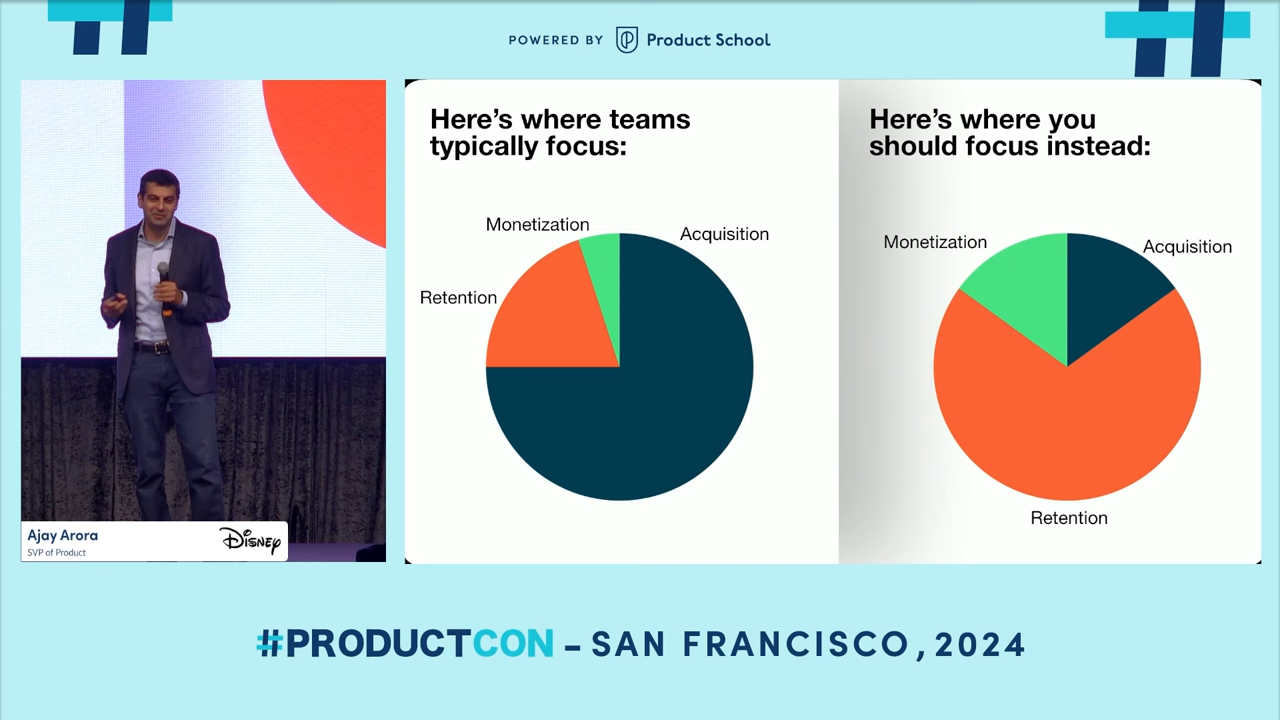 POWERED BY Product School
Here's where teams
typically focus:
Monetization
Acquisition
Retention
Here's where you
should focus instead:
Monetization
Acquisition
Retention
Ajay Arora
SVP of Product
Disney
#PRODUCTCON – SAN FRANCISCO, 2024